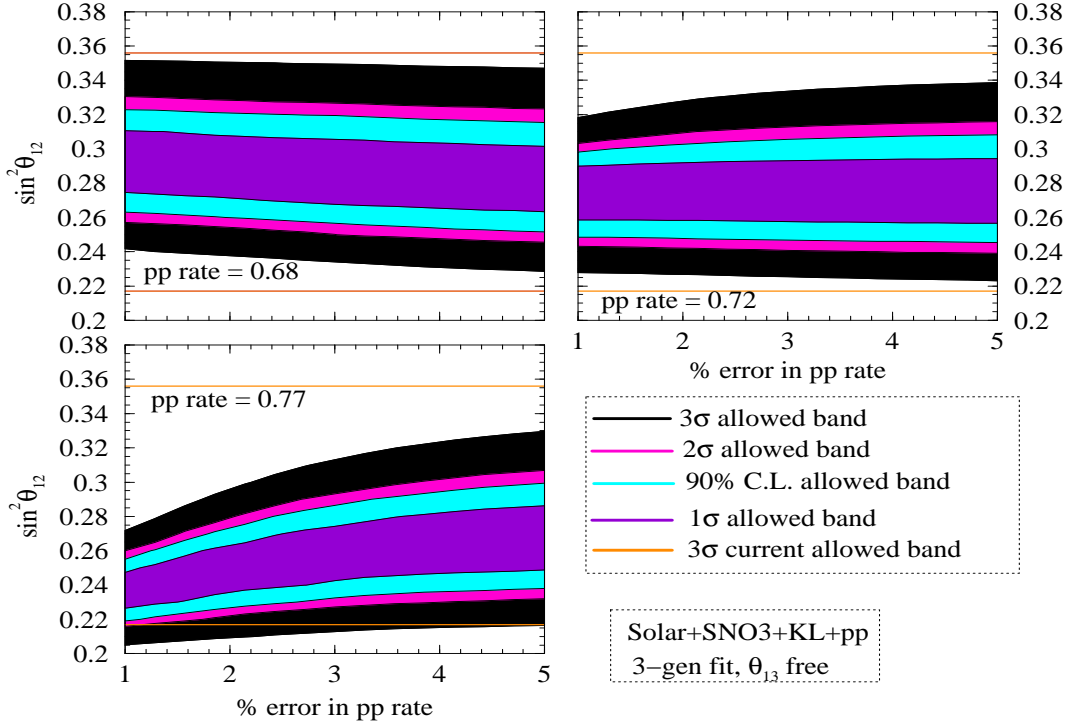 0.38
0.36
0.34
0.32
0.3
0.28
0.26
0.24
0.22
0.2
sin²θ₁₂
pp rate = 0.68
0.38
0.36
0.34
0.32
0.3
0.28
0.26
0.24
0.22
0.2
pp rate = 0.72
1 2 3 4 5
% error in pp rate
0.38
0.36
0.34
0.32
0.3
0.28
0.26
0.24
0.22
0.2
sin²θ₁₂
pp rate = 0.77
1 2 3 4 5
% error in pp rate
3σ allowed band
2σ allowed band
90% C.L. allowed band
1σ allowed band
3σ current allowed band
Solar+SNO3+KL+pp
3−gen fit, θ₁₃ free